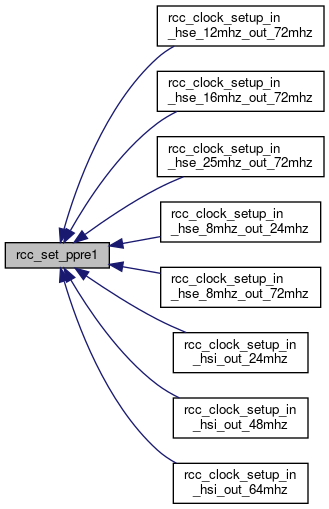 rcc_clock_setup_in
_hse_12mhz_out_72mhz
rcc_clock_setup_in
_hse_16mhz_out_72mhz
rcc_clock_setup_in
_hse_25mhz_out_72mhz
rcc_clock_setup_in
_hse_8mhz_out_24mhz
rcc_set_ppre1
rcc_clock_setup_in
_hse_8mhz_out_72mhz
rcc_clock_setup_in
_hsi_out_24mhz
rcc_clock_setup_in
_hsi_out_48mhz
rcc_clock_setup_in
_hsi_out_64mhz